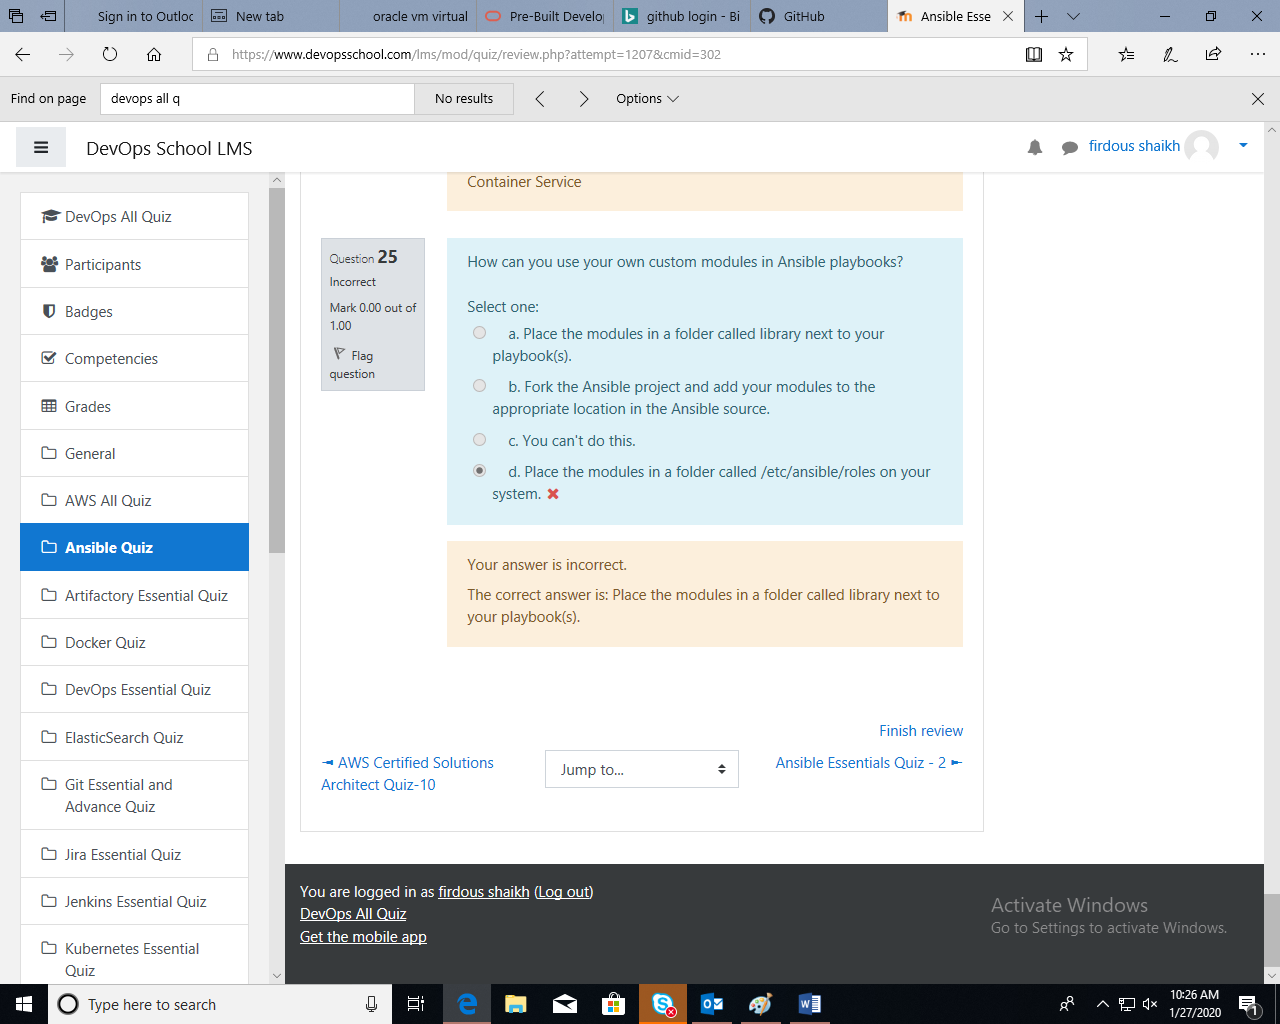 Sign in to Outloc
New tab
oracle vm virtual
Pre-Built Develo
github login - Bi
GitHub
Ansible Esse
https://www.devopsschool.com/lms/mod/quiz/review.php?attempt=1207&cmid=302
Find on page
devops all q
No results
Options
DevOps School LMS
firdous shaikh
DevOps All Quiz
Participants
Badges
Competencies
Grades
General
AWS All Quiz
Ansible Quiz
Artifactory Essential Quiz
Docker Quiz
DevOps Essential Quiz
ElasticSearch Quiz
Git Essential and
Advance Quiz
Jira Essential Quiz
Jenkins Essential Quiz
Kubernetes Essential
Quiz
Container Service
Question 25
Incorrect
Mark 0.00 out of
1.00
Flag
question
How can you use your own custom modules in Ansible playbooks?
Select one:
a. Place the modules in a folder called library next to your
playbook(s).
b. Fork the Ansible project and add your modules to the
appropriate location in the Ansible source.
c. You can't do this.
d. Place the modules in a folder called /etc/ansible/roles on your
system.
Your answer is incorrect.
The correct answer is: Place the modules in a folder called library next to
your playbook(s).
Finish review
◄ AWS Certified Solutions
Architect Quiz-10
Jump to...
Ansible Essentials Quiz - 2 ►
You are logged in as firdous shaikh (Log out)
DevOps All Quiz
Get the mobile app
Activate Windows
Go to Settings to activate Windows.
Type here to search
10:26 AM
1/27/2020
1